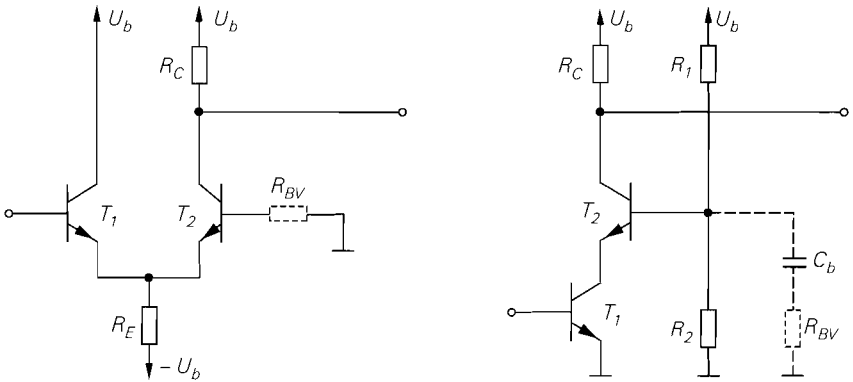 U_b
U_b
R_C
R_BV
T_1
T_2
R_E
– U_b
U_b
U_b
R_C
R_1
T_2
C_b
T_1
R_2
R_BV